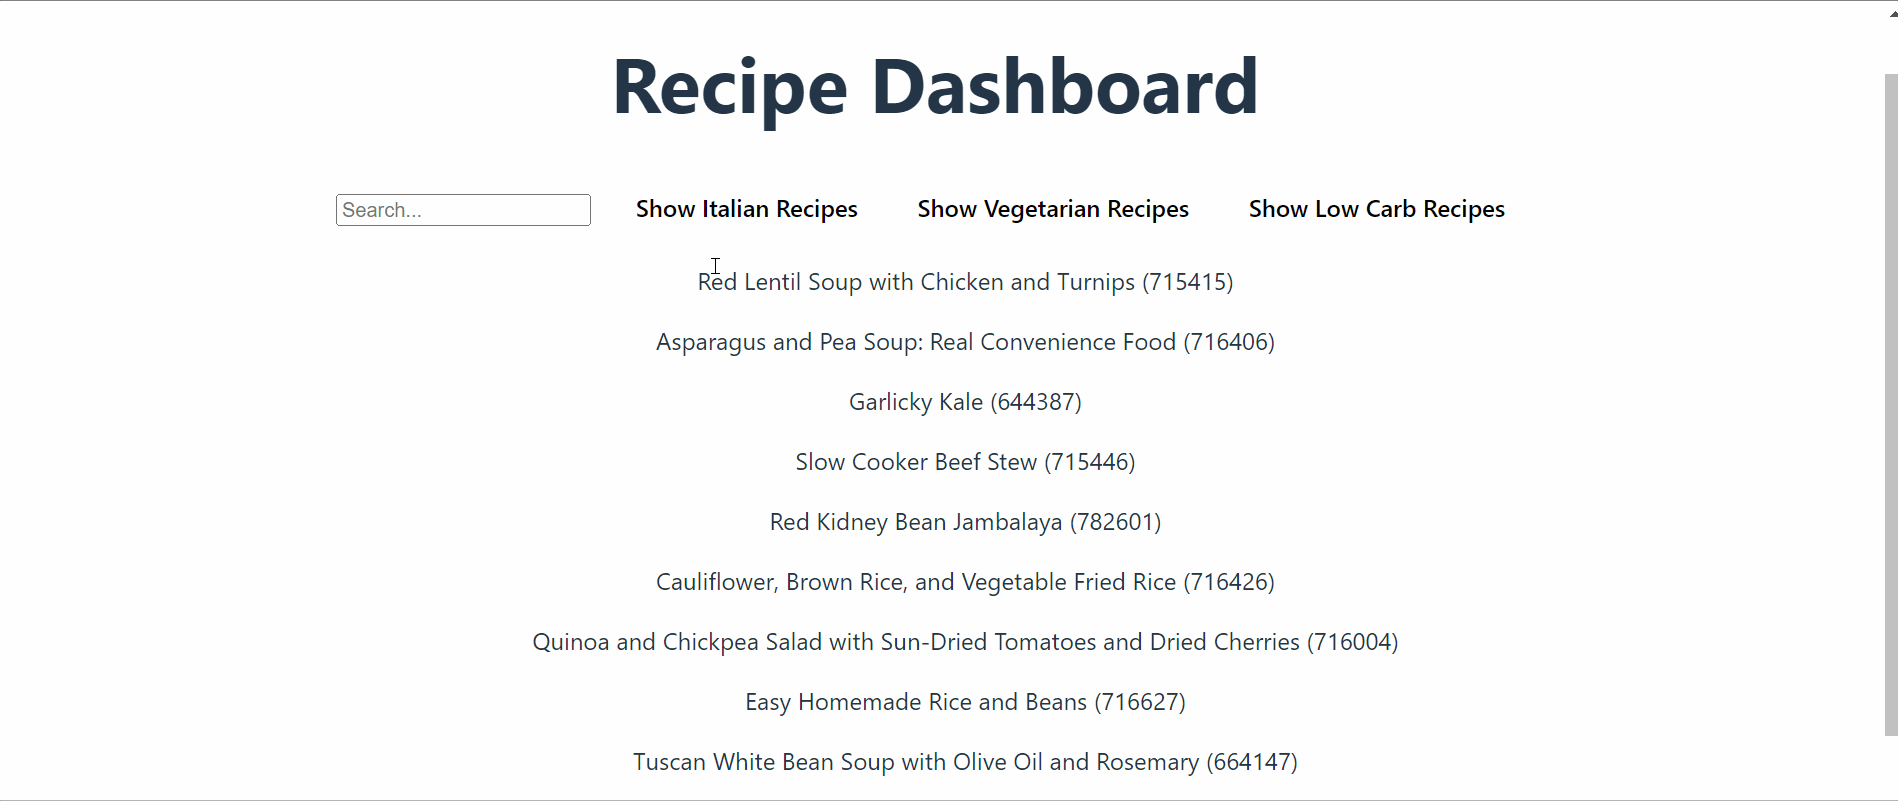 Recipe Dashboard
Search... Show Italian Recipes Show Vegetarian Recipes Show Low Carb Recipes
Red Lentil Soup with Chicken and Turnips (715415)
Asparagus and Pea Soup: Real Convenience Food (716406)
Garlicky Kale (644387)
Slow Cooker Beef Stew (715446)
Red Kidney Bean Jambalaya (782601)
Cauliflower, Brown Rice, and Vegetable Fried Rice (716426)
Quinoa and Chickpea Salad with Sun-Dried Tomatoes and Dried Cherries (716004)
Easy Homemade Rice and Beans (716627)
Tuscan White Bean Soup with Olive Oil and Rosemary (664147)